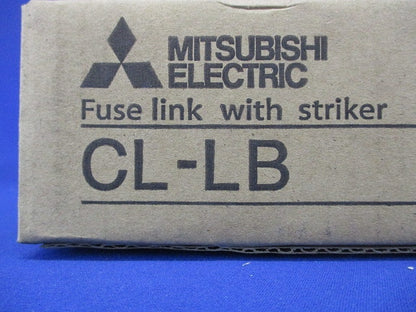 MITSUBISHI
ELECTRIC
Fuse link with striker
CL-LB